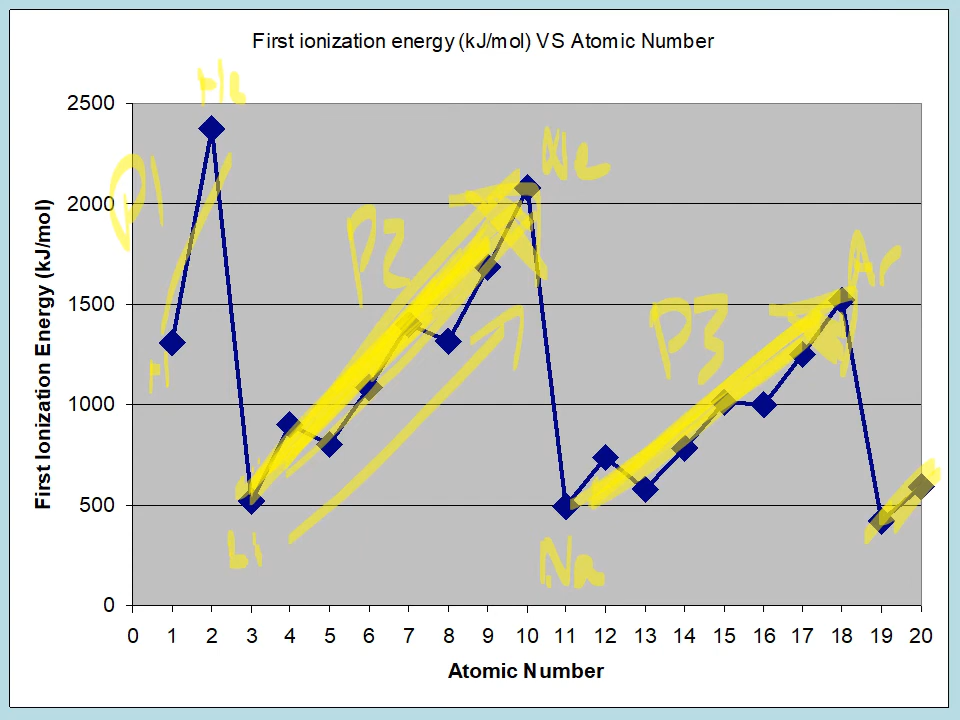 First ionization energy (kJ/mol) VS Atomic Number
He
2500
Ne
P1
2000
P2
Ar
1500
P3
H
1000
500
Li
Na
0
0 1 2 3 4 5 6 7 8 9 10 11 12 13 14 15 16 17 18 19 20
First Ionization Energy (kJ/mol)
Atomic Number